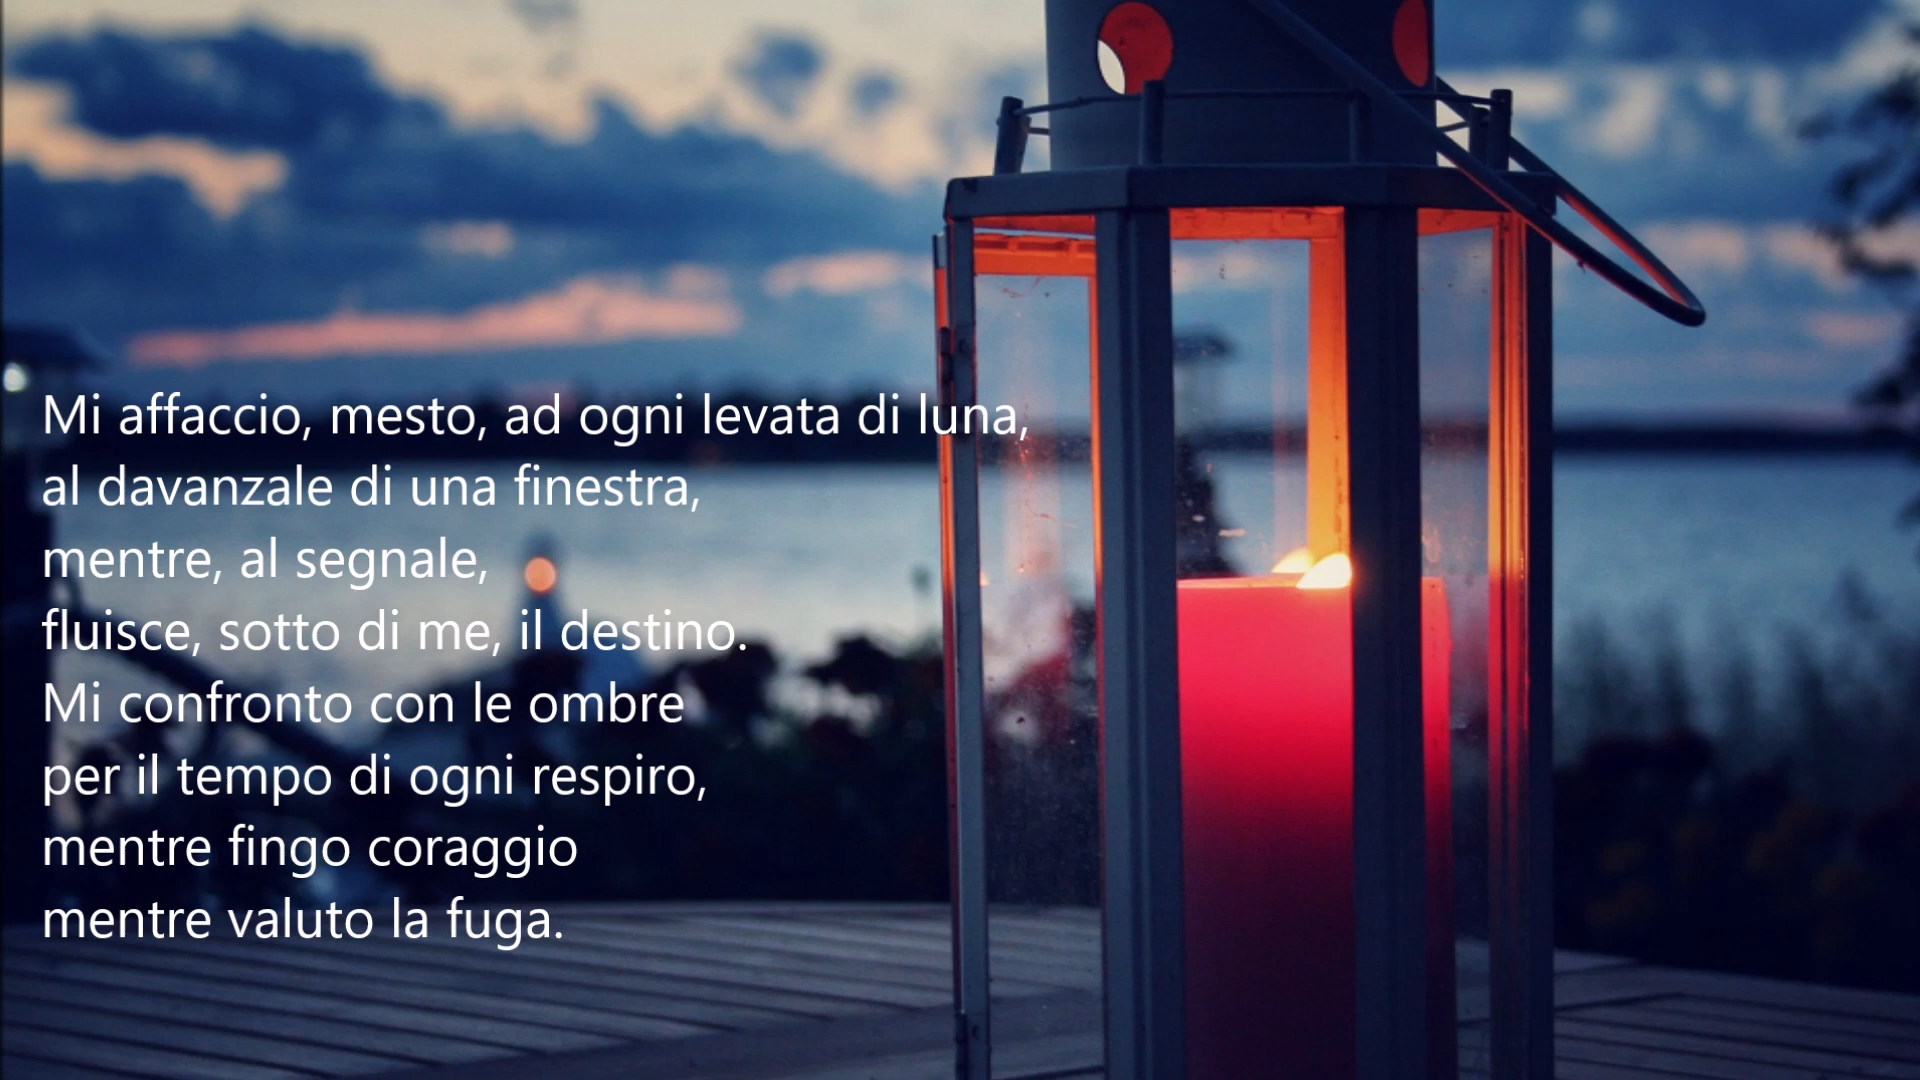 Mi affaccio, mesto, ad ogni levata di luna,
al davanzale di una finestra,
mentre, al segnale,
fluisce, sotto di me, il destino.
Mi confronto con le ombre
per il tempo di ogni respiro,
mentre fingo coraggio
mentre valuto la fuga.